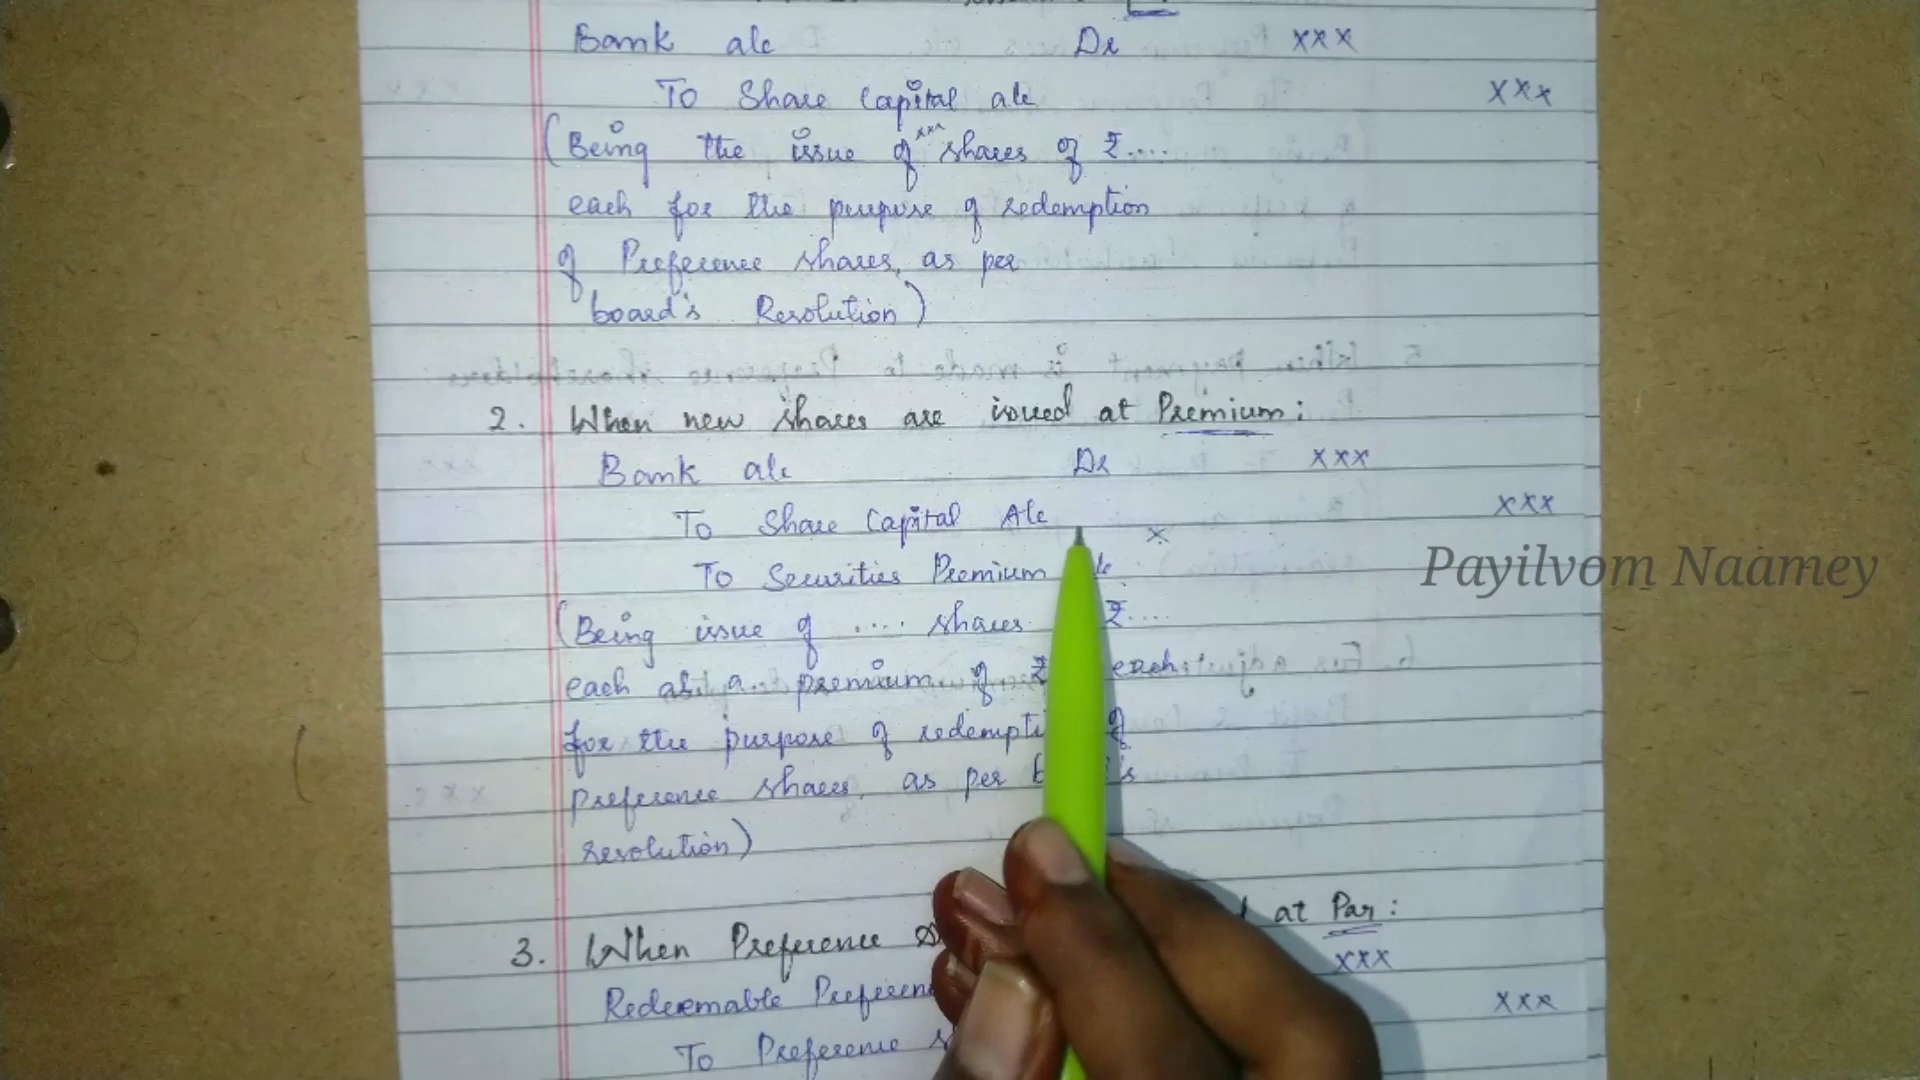 Bank a/c Dr xxx
To Share Capital a/c xxx
(Being the issue of xxx shares of ₹....
each for the purpose of redemption
of Preference shares, as per
board's Resolution)
2. When new shares are issued at Premium:
Bank a/c Dr xxx
To Share Capital A/c xxx
x
To Securities Premium
Payilvom Naamey
(Being issue of .... shares ₹....
each at a premium of ₹ each
for the purpose of redempti of
preference shares, as per b 's
resolution)
3. When Preference at Par:
Redeemable xxx
xxx
To Preference